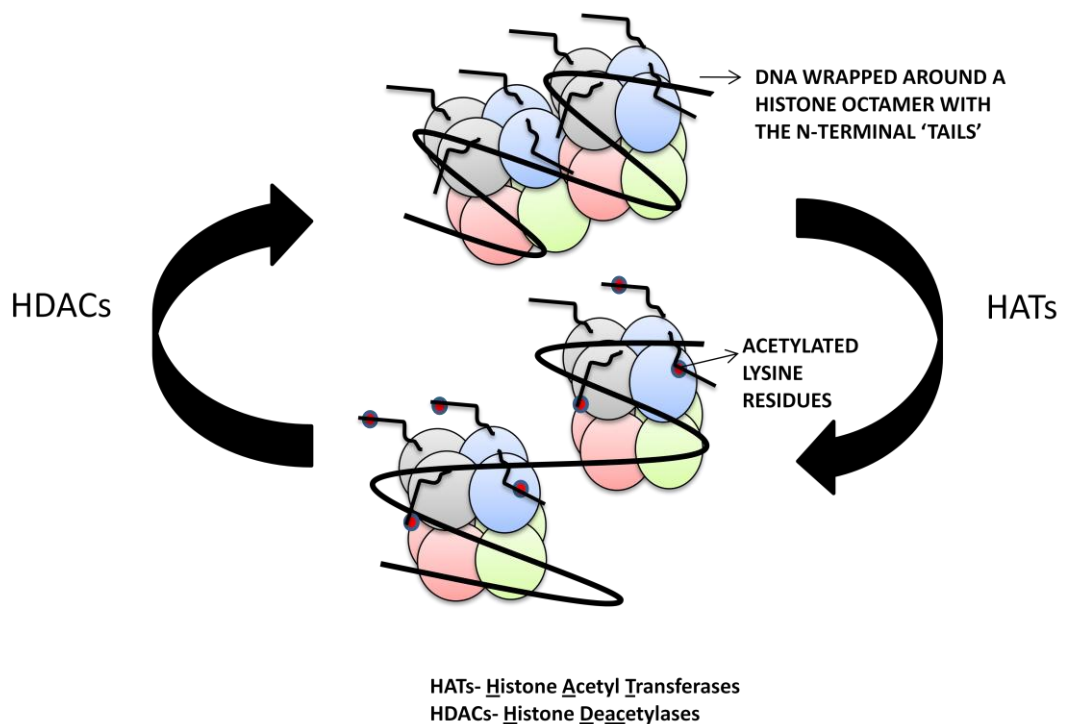 DNA WRAPPED AROUND A
HISTONE OCTAMER WITH
THE N-TERMINAL ‘TAILS’
HDACs
HATs
ACETYLATED
LYSINE
RESIDUES
HATs- Histone Acetyl Transferases
HDACs- Histone Deacetylases